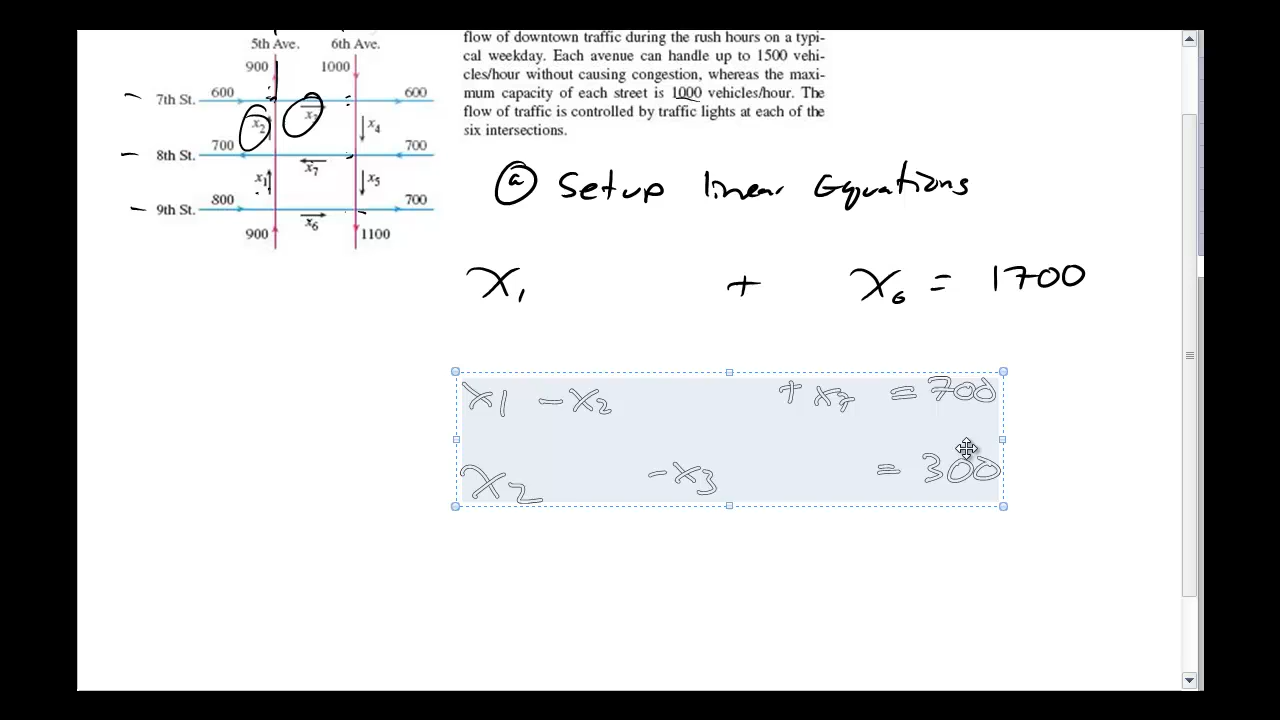 5th Ave. 6th Ave.
900 1000
7th St. 600 600
x₂ x₃ x₄
8th St. 700 700
x₁ x₇ x₅
9th St. 800 700
x₆
900 1100
flow of downtown traffic during the rush hours on a typi-
cal weekday. Each avenue can handle up to 1500 vehi-
cles/hour without causing congestion, whereas the maxi-
mum capacity of each street is 1000 vehicles/hour. The
flow of traffic is controlled by traffic lights at each of the
six intersections.
ⓐ Setup linear Equations
x₁ + x₆ = 1700
x1 - x2 + x7 = 700
x2 - x3 = 300